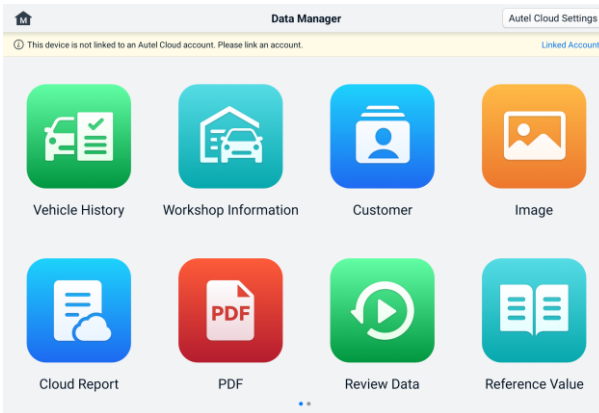 M
Data Manager
Autel Cloud Settings
This device is not linked to an Autel Cloud account. Please link an account.
Linked Account
Vehicle History
Workshop Information
Customer
Image
PDF
Cloud Report
PDF
Review Data
Reference Value